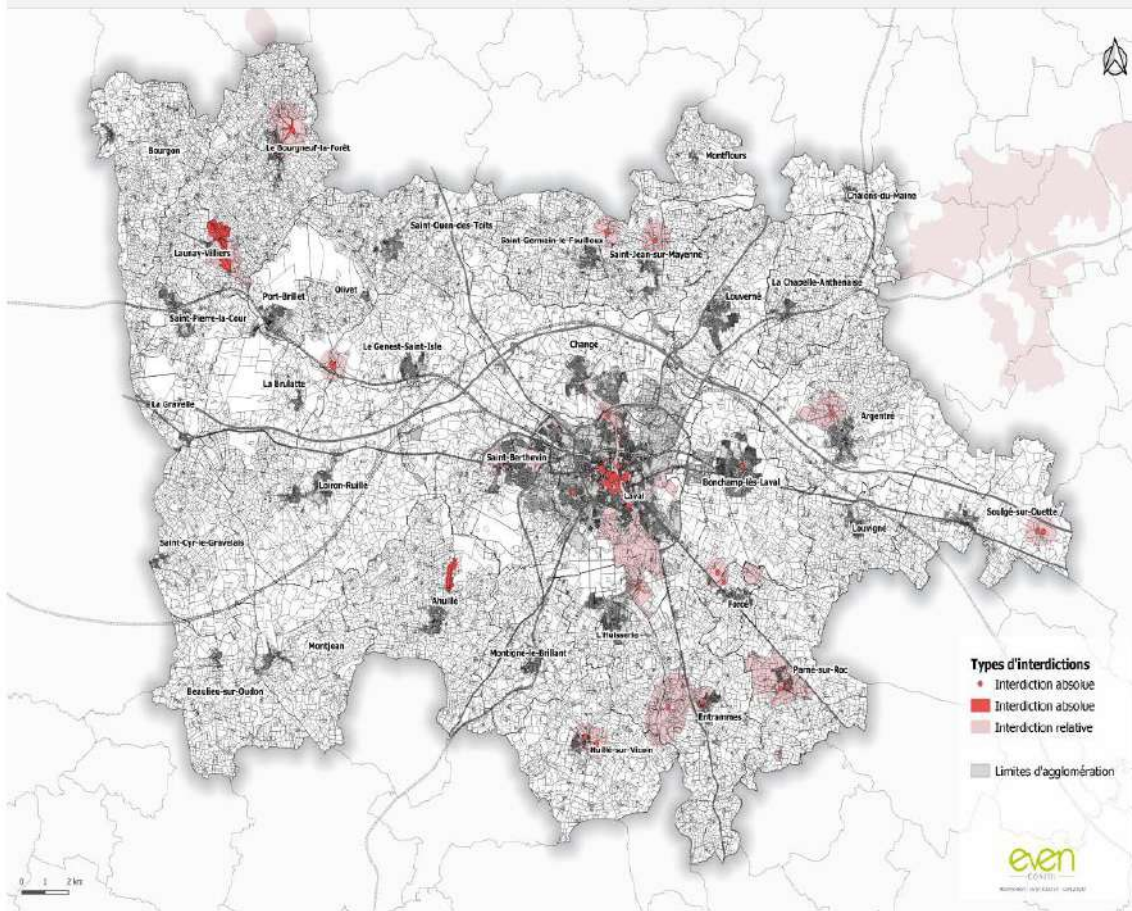 Bourgon
Le Bourgneuf-la-Forêt
Montflours
Châlons-du-Maine
Saint-Ouen-des-Toits
Saint-Germain-le-Fouilloux
Saint-Jean-sur-Mayenne
Launay-Villiers
Olivet
Port-Brillet
La Chapelle-Anthenaise
Louverné
Saint-Pierre-la-Cour
Le Genest-Saint-Isle
Changé
La Brulatte
La Gravelle
Argentré
Saint-Berthevin
Bonchamp-lès-Laval
Loiron-Ruillé
Laval
Soulgé-sur-Ouette
Louvigné
Saint-Cyr-le-Gravelais
Ahuillé
Forcé
L'Huisserie
Montjean
Montigné-le-Brillant
Parné-sur-Roc
Beaulieu-sur-Oudon
Entrammes
Nuillé-sur-Vicoin
Types d'interdictions
Interdiction absolue
Interdiction absolue
Interdiction relative
Limites d'agglomération
even
CONSEIL
0 1 2 km